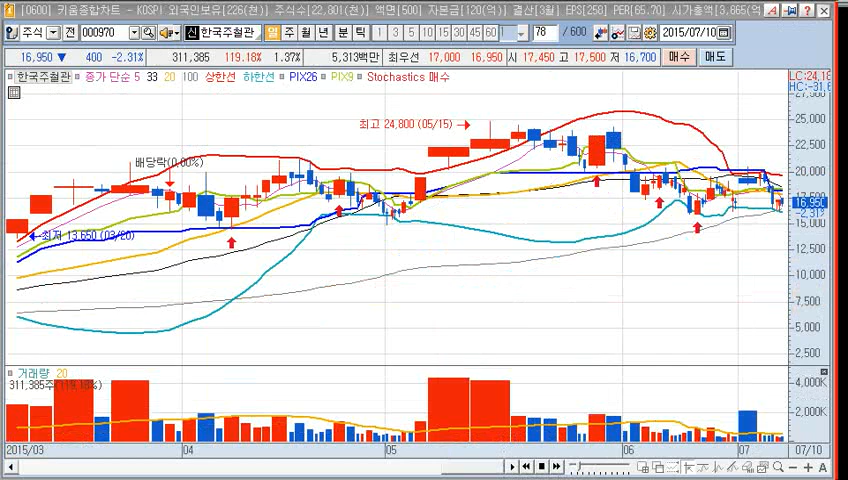 [0600] 키움종합차트 - KOSPI 외국인보유[226(천)] 주식수[22,801(천)] 액면[500] 자본금[120(억)] 결산[3월] EPS[258] PER[65.70] 시가총액[3,865(억
주식 000970 신 한국주철관 일 주 월 년 분 틱 1 3 5 10 15 30 45 60 1 78 / 600 2015/07/10
16,950 ▼ 400 -2.31% 311,385 119.18% 1.37% 5,313백만 최우선 17,000 16,950 시 17,450 고 17,500 저 16,700 매수 매도
한국주철관 종가 단순 5 33 20 100 상한선 하한선 PIX26 PIX9 Stochastics 매수
LC:24,18
HC:-31,6
27,500
최고 24,800 (05/15)
25,000
22,500
배당락(0.00%)
20,000
17,500
16,950
-2.31%
최저 13,650 (03/20)
15,000
12,500
10,000
7,500
5,000
2,500
거래량 20
311,385주(119.18%)
4,000K
2,000K
2015/03 04 05 06 07 07/10
A